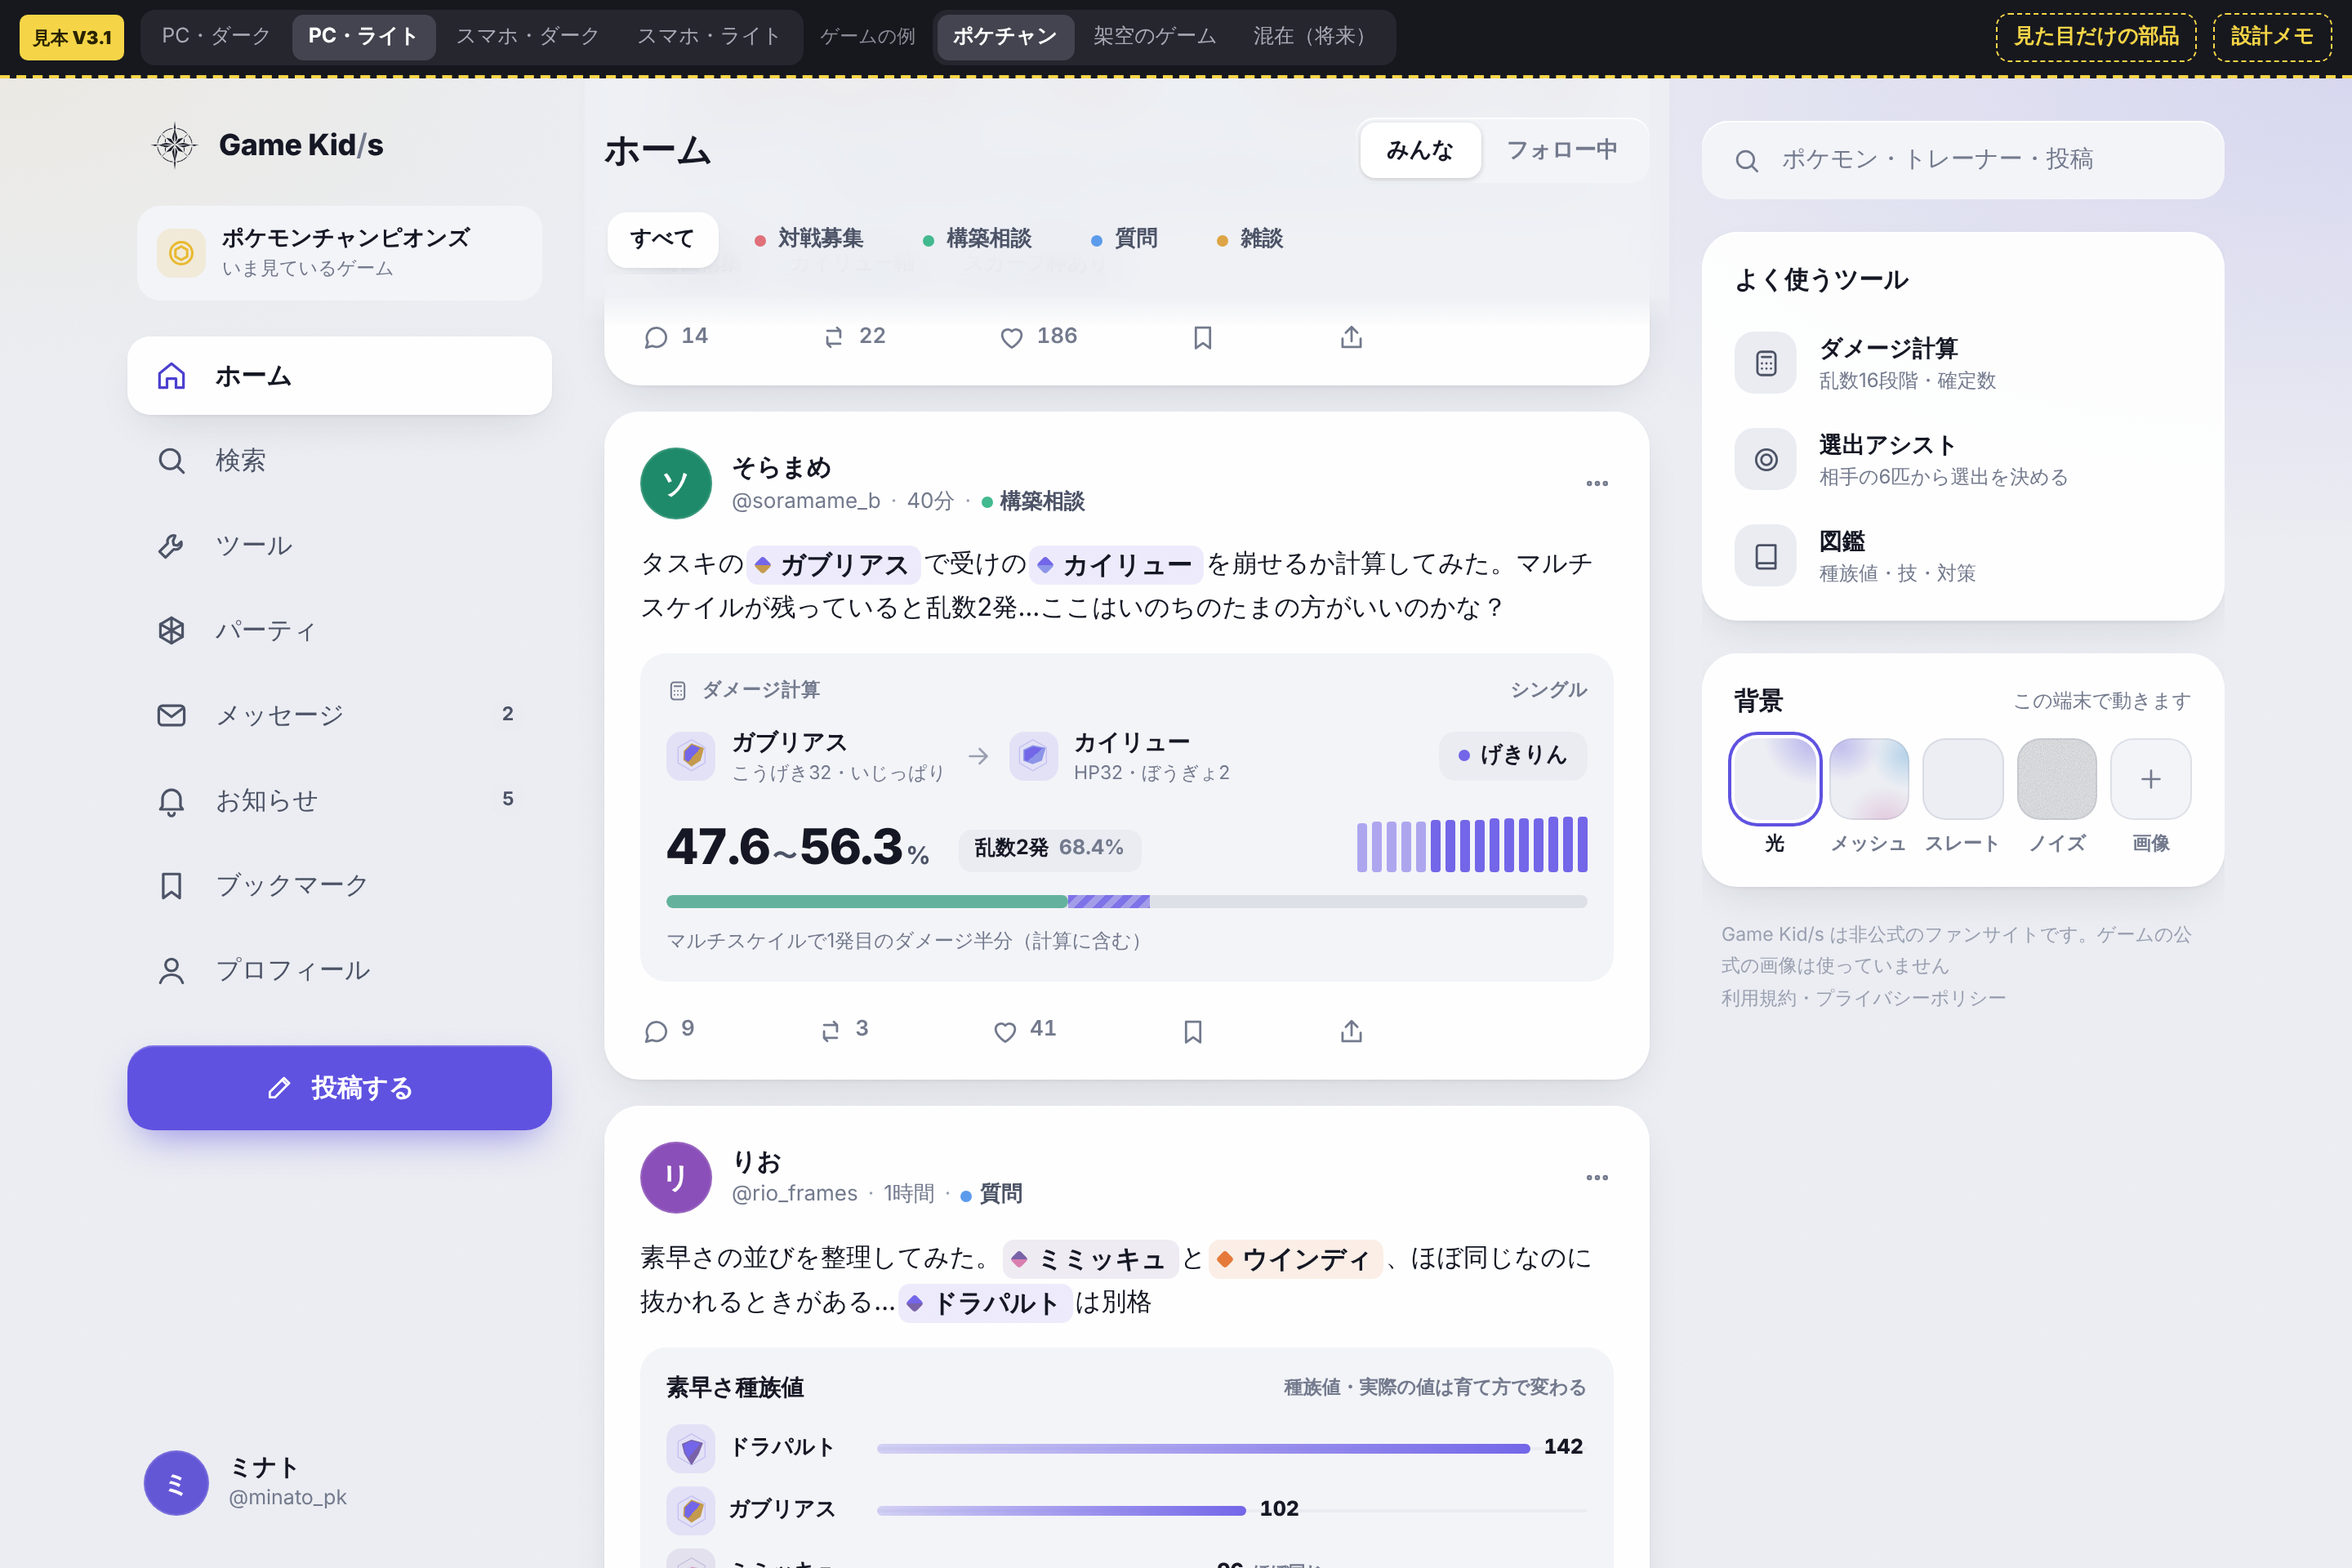 見本 V3.1
PC・ダーク
PC・ライト
スマホ・ダーク
スマホ・ライト
ゲームの例
ポケチャン
架空のゲーム
混在（将来）
見た目だけの部品
設計メモ
Game Kid/s
ポケモンチャンピオンズ
いま見ているゲーム
ホーム
検索
ツール
パーティ
メッセージ 2
お知らせ 5
ブックマーク
プロフィール
投稿する
ミ
ミナト
@minato_pk
ホーム
みんな
フォロー中
すべて
対戦募集
構築相談
質問
雑談
14
22
186
ソ
そらまめ
@soramame_b · 40分 · 構築相談
タスキの ガブリアス で受けの カイリュー を崩せるか計算してみた。マルチ
スケイルが残っていると乱数2発…ここはいのちのたまの方がいいのかな？
ダメージ計算
シングル
ガブリアス
こうげき32・いじっぱり
→
カイリュー
HP32・ぼうぎょ2
げきりん
47.6～56.3%
乱数2発 68.4%
マルチスケイルで1発目のダメージ半分（計算に含む）
9
3
41
リ
りお
@rio_frames · 1時間 · 質問
素早さの並びを整理してみた。 ミミッキュ と ウインディ 、ほぼ同じなのに
抜かれるときがある… ドラパルト は別格
素早さ種族値
種族値・実際の値は育て方で変わる
ドラパルト 142
ガブリアス 102
ポケモン・トレーナー・投稿
よく使うツール
ダメージ計算
乱数16段階・確定数
選出アシスト
相手の6匹から選出を決める
図鑑
種族値・技・対策
背景
この端末で動きます
光
メッシュ
スレート
ノイズ
画像
Game Kid/s は非公式のファンサイトです。ゲームの公
式の画像は使っていません
利用規約・プライバシーポリシー